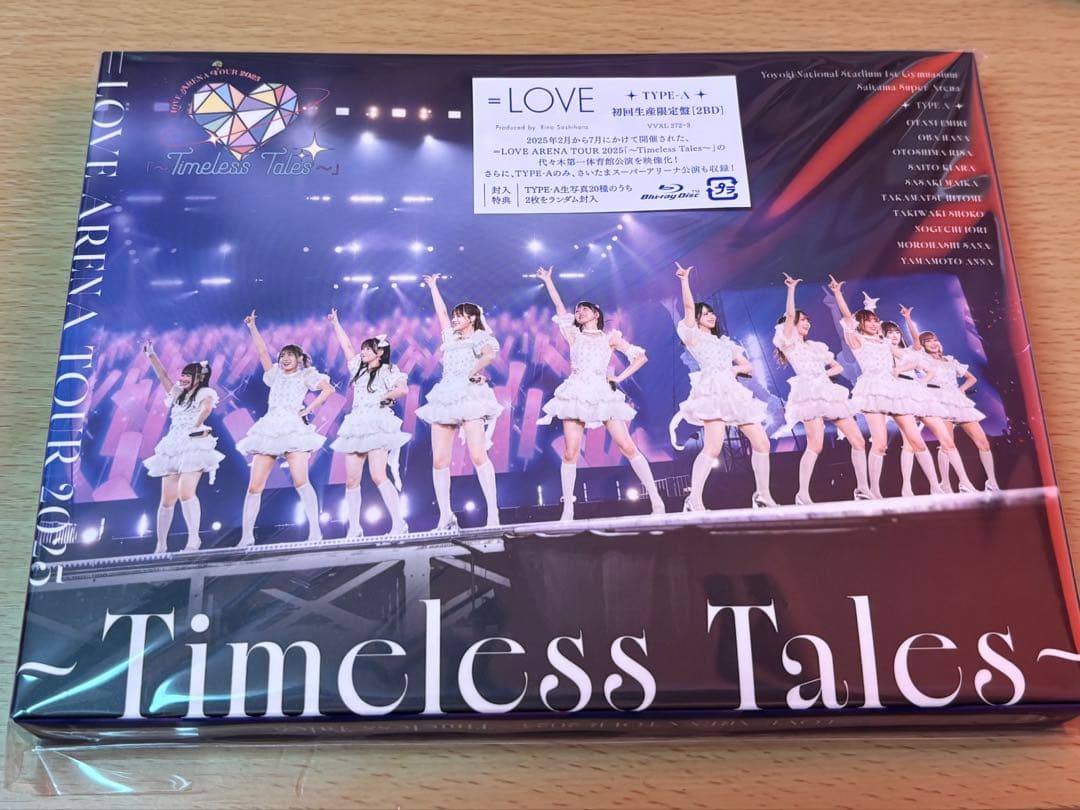 =LOVE ARENA TOUR 2025
=LOVE ARENA TOUR 2025
「~Timeless Tales~」
=LOVE
Produced by Rino Sashihara
✦ TYPE-A ✦
初回生産限定盤[2BD]
VVXL 272~3
2025年2月から7月にかけて開催された、
=LOVE ARENA TOUR 2025「~Timeless Tales~」の
代々木第一体育館公演を映像化!
さらに、TYPE-Aのみ、さいたまスーパーアリーナ公演も収録!
封入特典
TYPE-A生写真20種のうち
2枚をランダム封入
Blu-ray Disc™
プラ
Yoyogi National Stadium 1st Gymnasium
Saitama Super Arena
✦ TYPE-A ✦
OTANI EMIRI
OBA HANA
OTOSHIMA RISA
SAITO KIARA
SASAKI MAIKA
TAKAMATSU HITOMI
TAKIWAKI SHOKO
NOGUCHI IORI
MOROHASHI SANA
YAMAMOTO ANNA
~Timeless Tales~